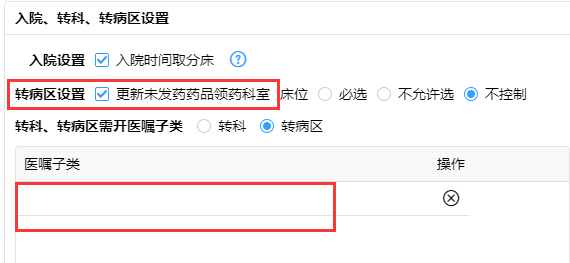 入院、转科、转病区设置
入院设置 入院时间取分床 ?
转病区设置 更新未发药药品领药科室 床位 必选 不允许选 不控制
转科、转病区需开医嘱子类 转科 转病区
医嘱子类 操作